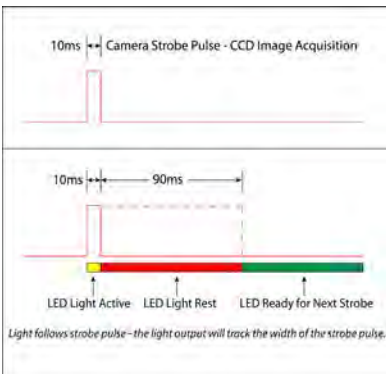 10ms Camera Strobe Pulse - CCD Image Acquisition
10ms 90ms
LED Light Active LED Light Rest LED Ready for Next Strobe
Light follows strobe pulse - the light output will track the width of the strobe pulse.